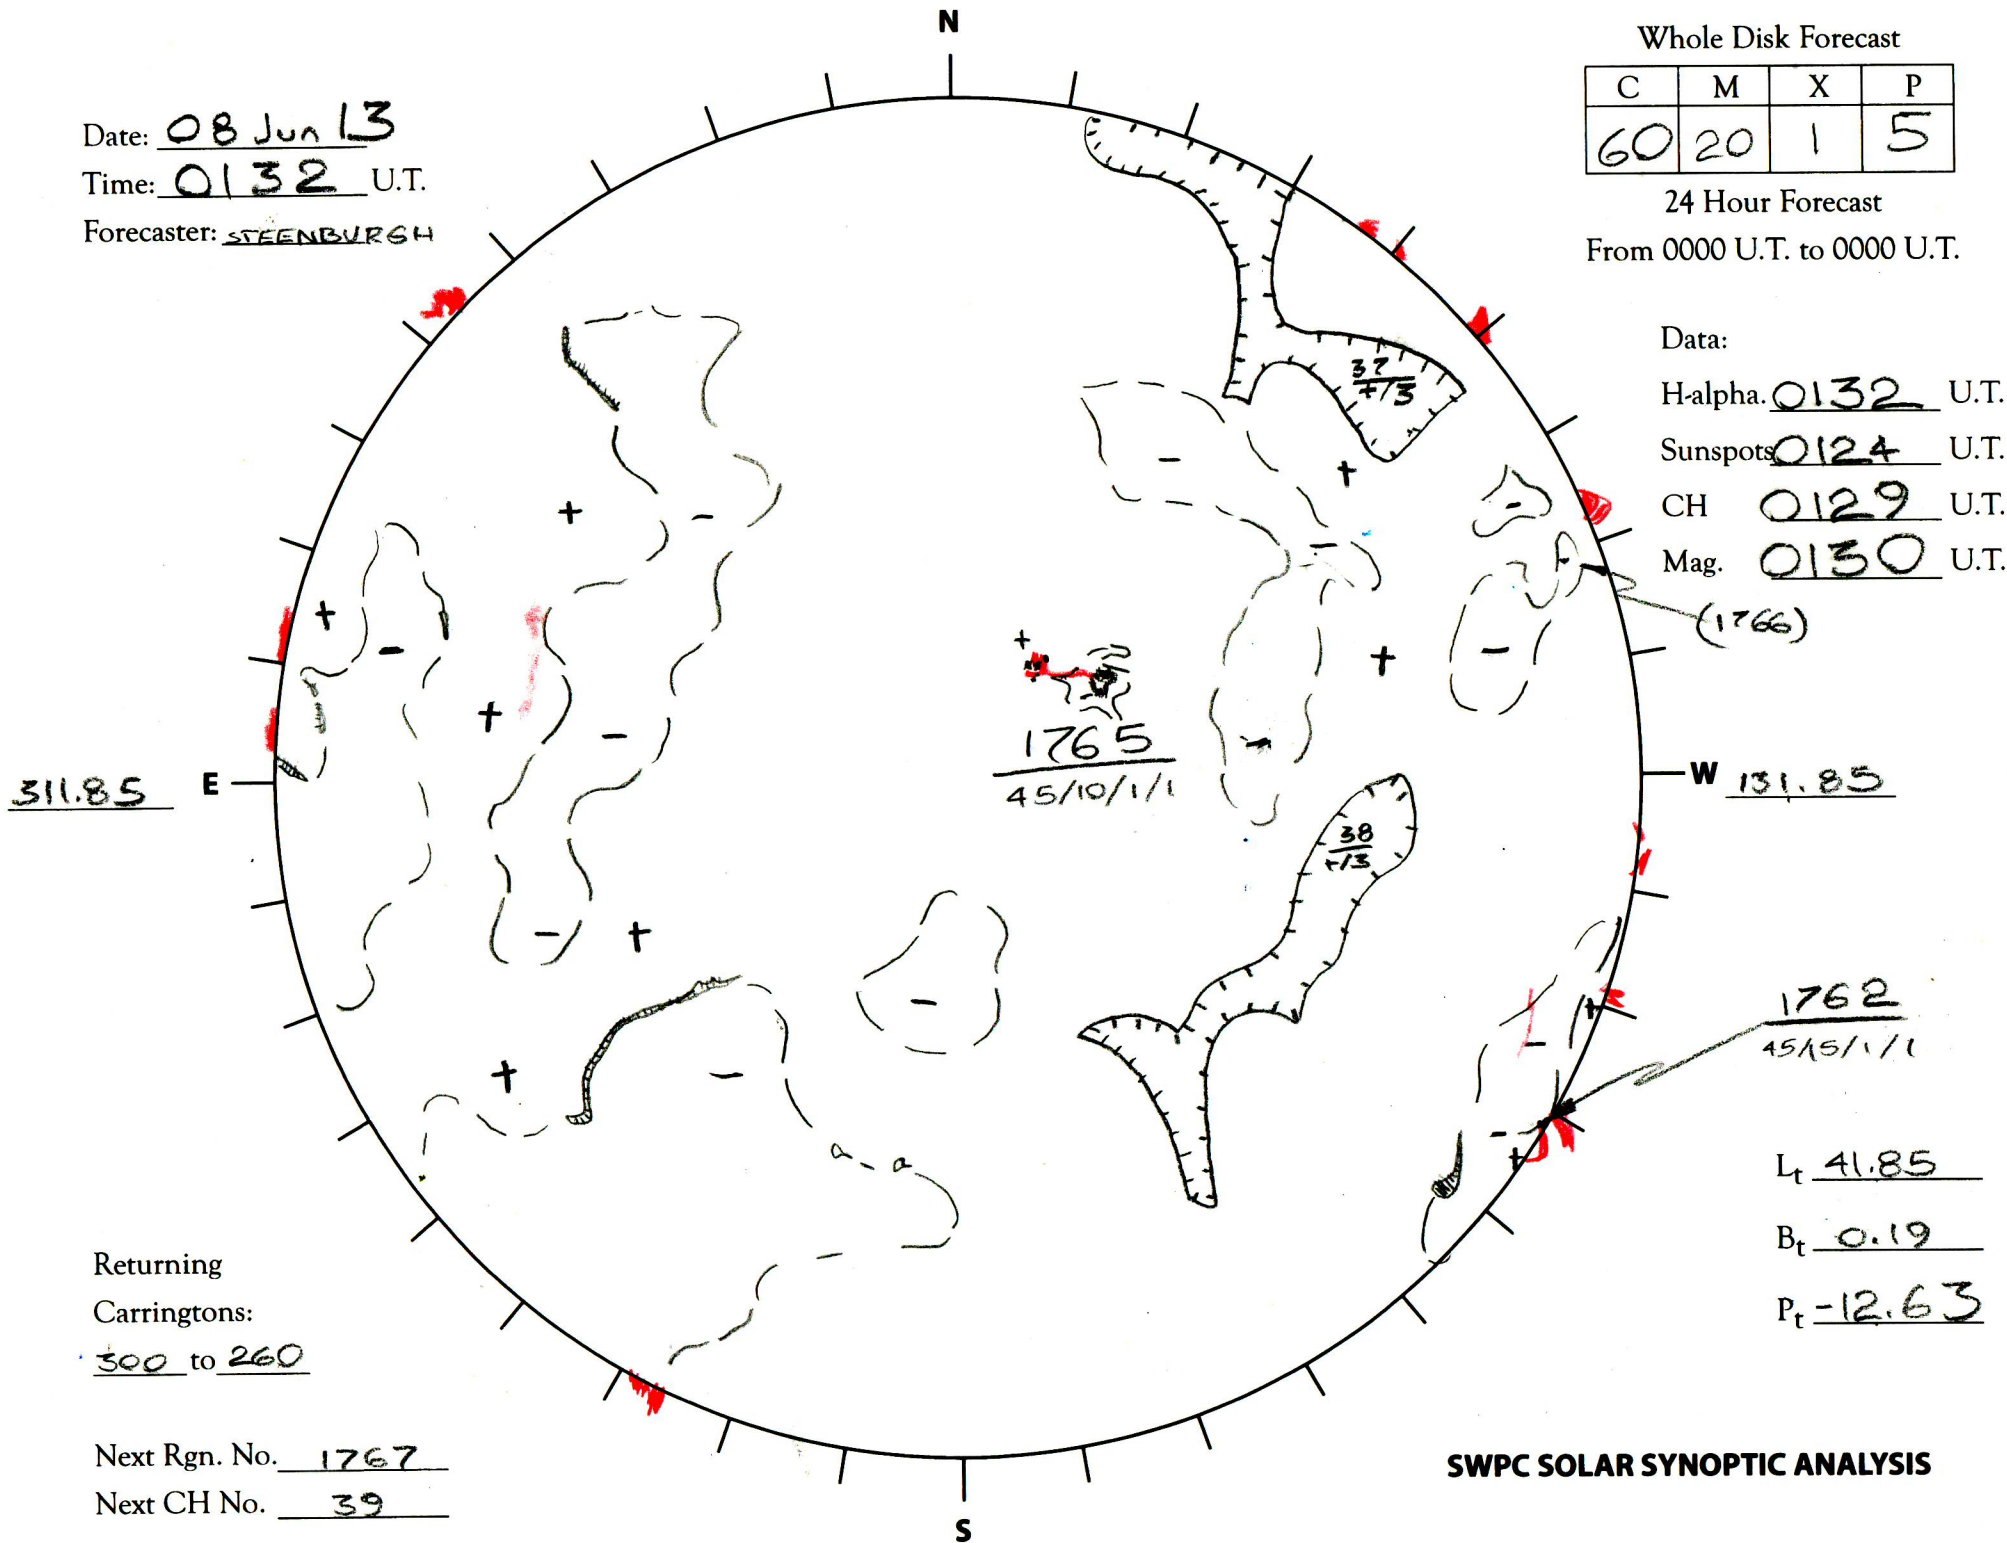 N
Date: 08 Jun 13
Time: 0132 U.T.
Forecaster: STEENBURGH
Whole Disk Forecast
C M X P
60 20 1 5
24 Hour Forecast
From 0000 U.T. to 0000 U.T.
Data:
H-alpha. 0132 U.T.
Sunspots 0124 U.T.
CH 0129 U.T.
Mag. 0130 U.T.
37
+/3
(1766)
1765
45/10/1/1
311.85 E
W 131.85
38
+/3
1762
45/15/1/1
Lt 41.85
Bt 0.19
Pt -12.63
Returning
Carringtons:
300 to 260
Next Rgn. No. 1767
Next CH No. 39
SWPC SOLAR SYNOPTIC ANALYSIS
S